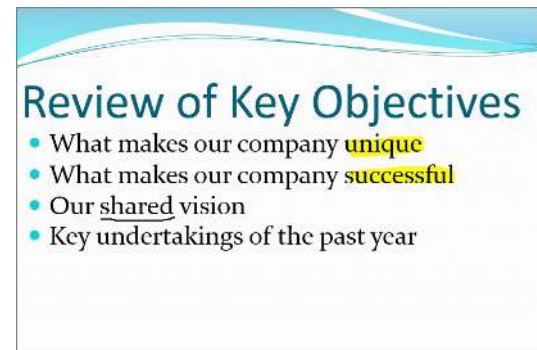 Review of Key Objectives
What makes our company unique
What makes our company successful
Our shared vision
Key undertakings of the past year